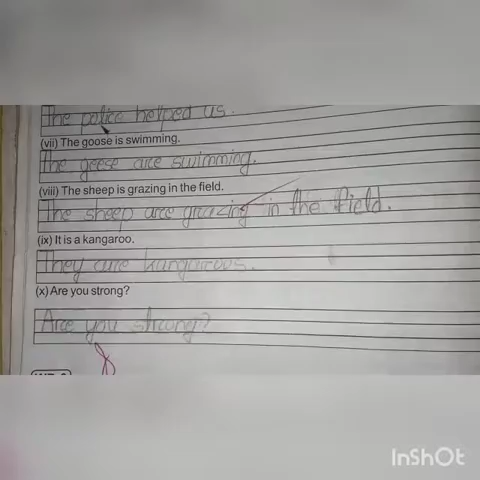 The police helped us.
(vii) The goose is swimming.
The geese are swimming.
(viii) The sheep is grazing in the field.
The sheep are grazing in the field.
(ix) It is a kangaroo.
They are kangaroos.
(x) Are you strong?
Are you strong?
InShOt